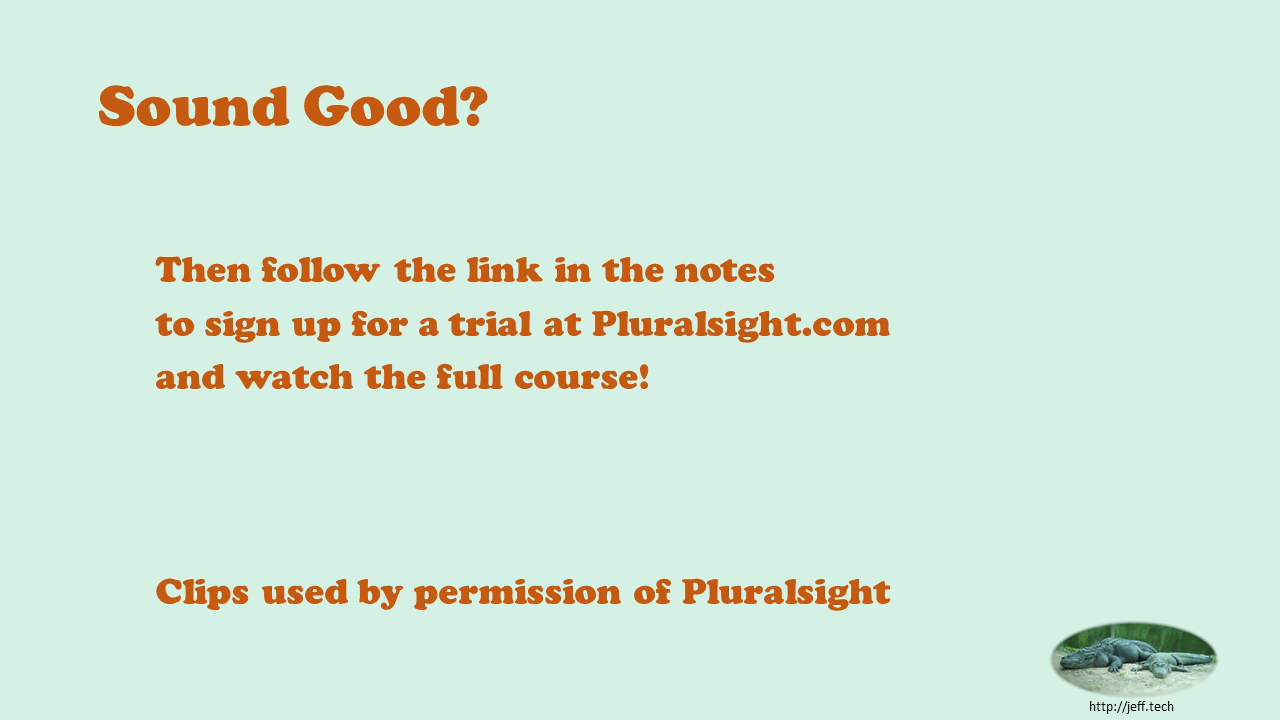 Sound Good?
Then follow the link in the notes
to sign up for a trial at Pluralsight.com
and watch the full course!
Clips used by permission of Pluralsight
http://jeff.tech